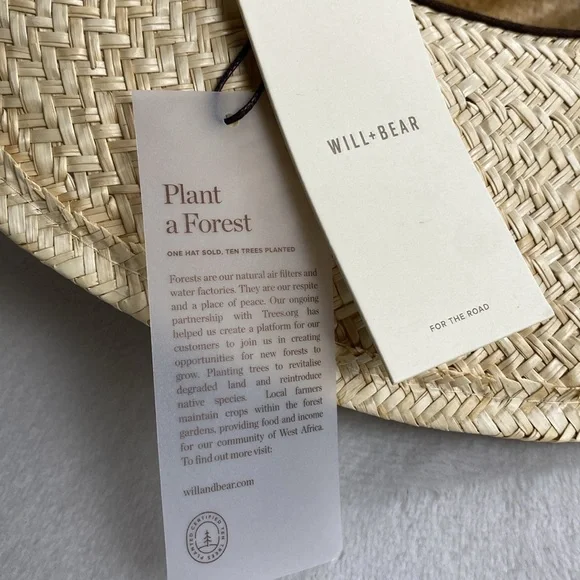 WILL+BEAR
FOR THE ROAD
Plant
a Forest
ONE HAT SOLD, TEN TREES PLANTED
Forests are our natural air filters and
water factories. They are our respite
and a place of peace. Our ongoing
partnership with Trees.org has
helped us create a platform for our
customers to join us in creating
opportunities for new forests to
grow. Planting trees to revitalise
degraded land and reintroduce
native species. Local farmers
maintain crops within the forest
gardens, providing food and income
for our community of West Africa.
To find out more visit:
willandbear.com
CERTIFIED TEN TREES PLANTED